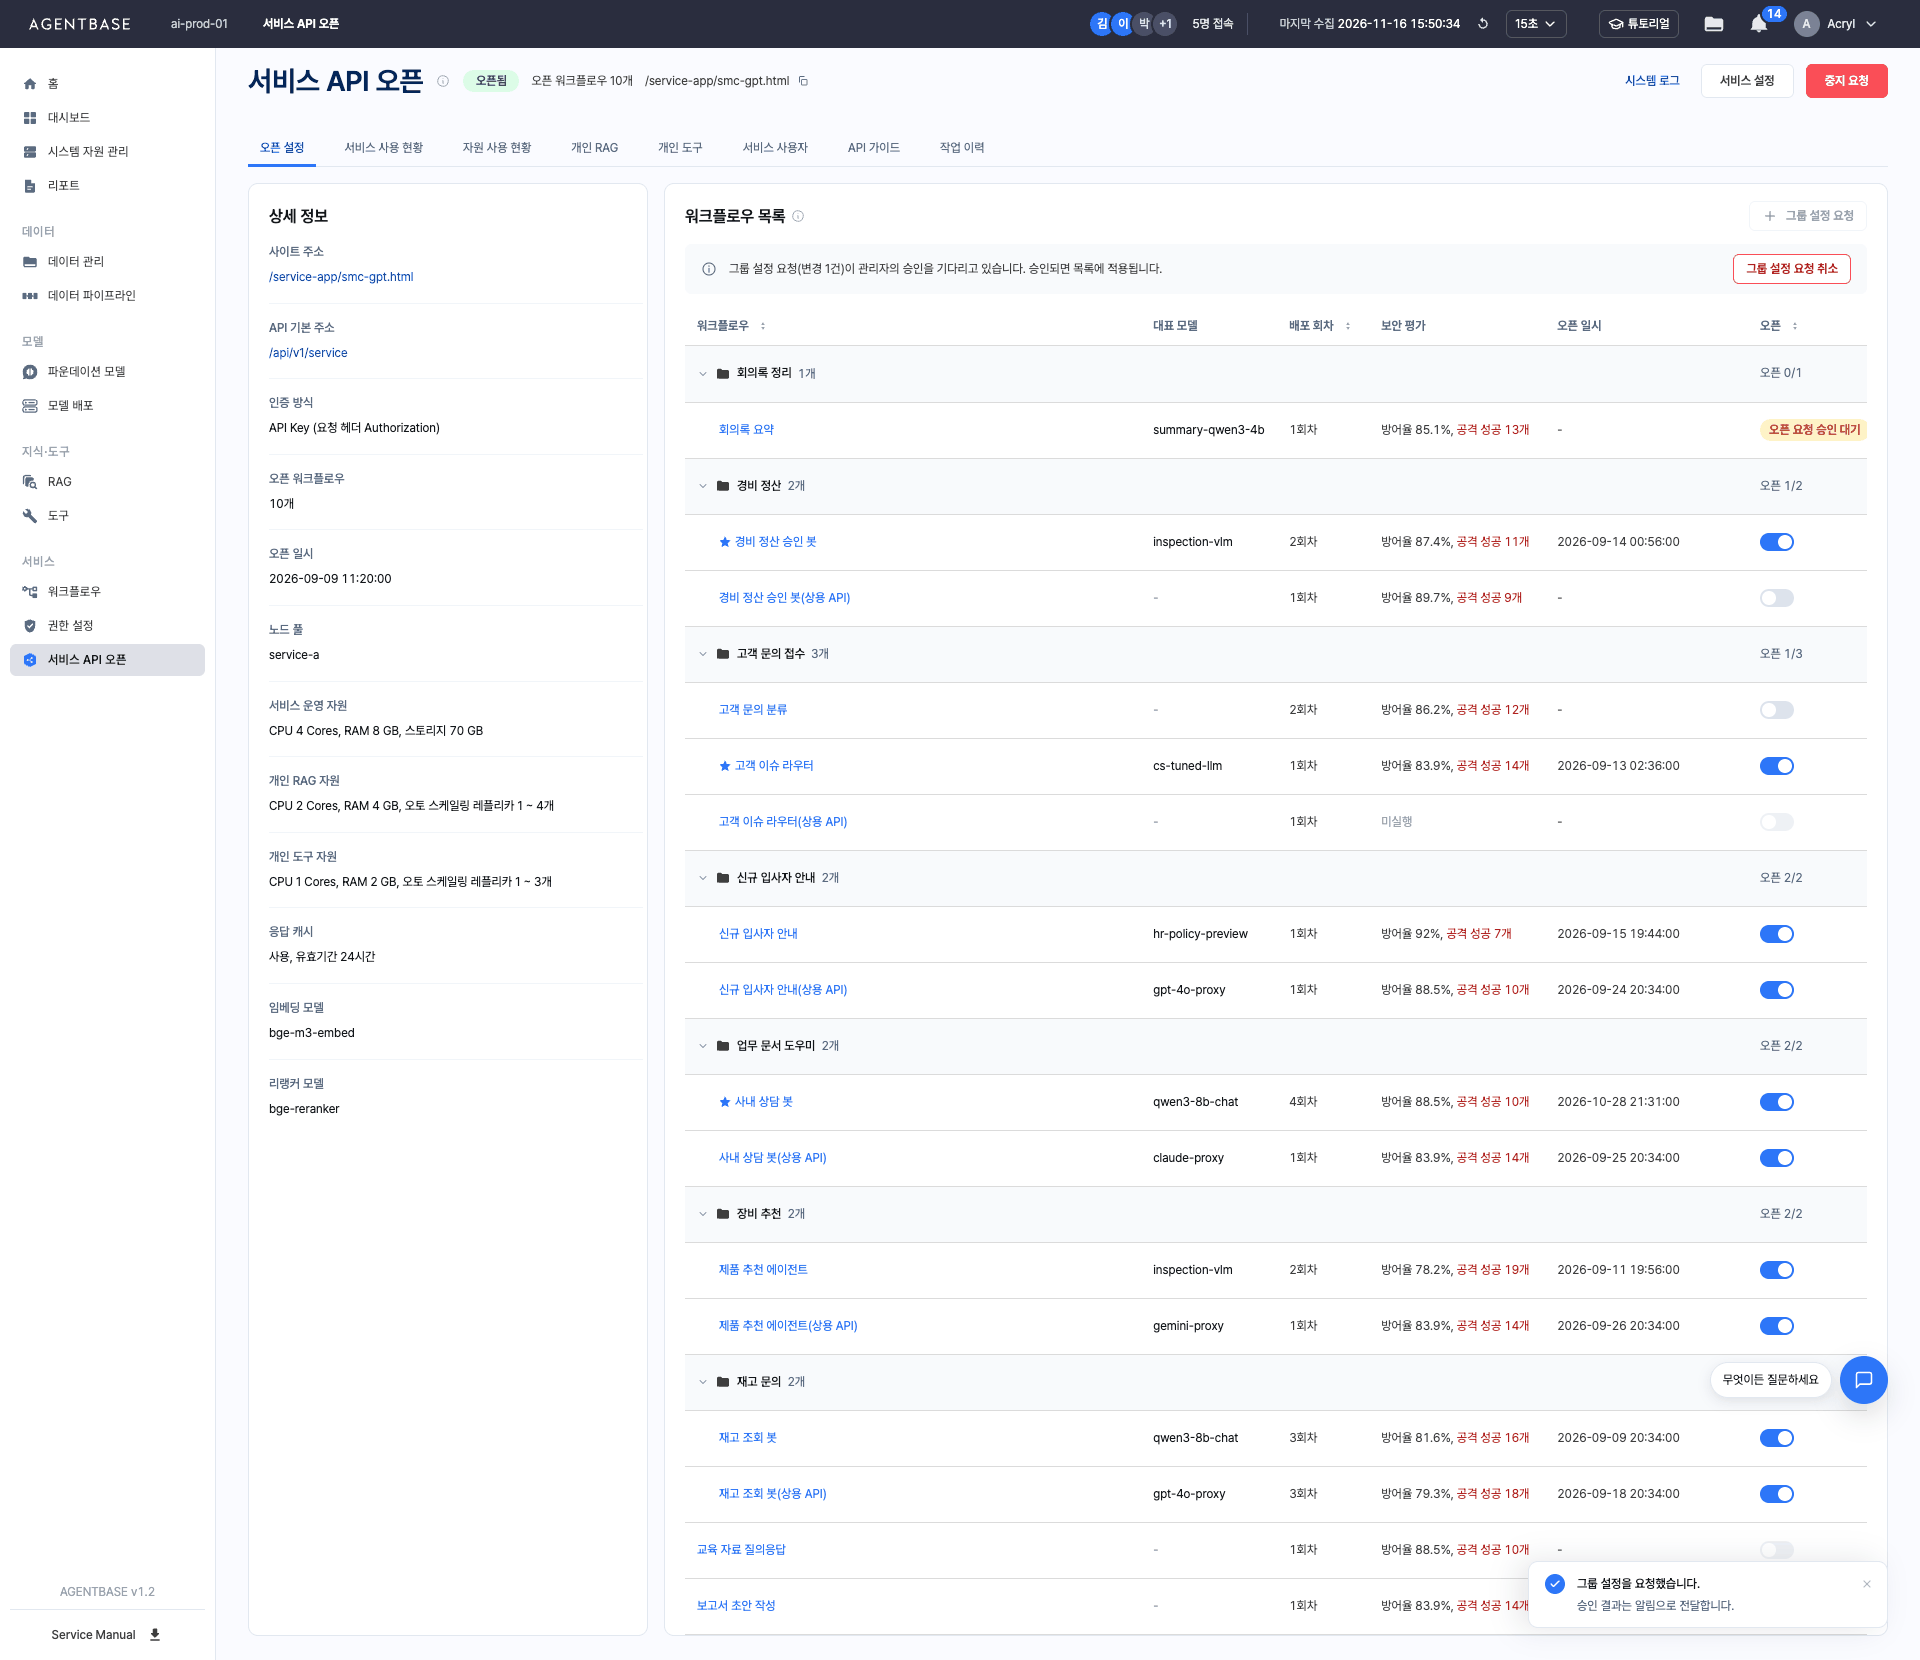 AGENTBASE
ai-prod-01
서비스 API 오픈
김 이 박 +1 5명 접속
마지막 수집 2026-11-16 15:50:34
15초
튜토리얼
14
A Acryl
홈
대시보드
시스템 자원 관리
리포트
데이터
데이터 관리
데이터 파이프라인
모델
파운데이션 모델
모델 배포
지식·도구
RAG
도구
서비스
워크플로우
권한 설정
서비스 API 오픈
AGENTBASE v1.2
Service Manual
서비스 API 오픈 오픈됨 오픈 워크플로우 10개 /service-app/smc-gpt.html
시스템 로그 서비스 설정 중지 요청
오픈 설정 서비스 사용 현황 자원 사용 현황 개인 RAG 개인 도구 서비스 사용자 API 가이드 작업 이력
상세 정보
사이트 주소
/service-app/smc-gpt.html
API 기본 주소
/api/v1/service
인증 방식
API Key (요청 헤더 Authorization)
오픈 워크플로우
10개
오픈 일시
2026-09-09 11:20:00
노드 풀
service-a
서비스 운영 자원
CPU 4 Cores, RAM 8 GB, 스토리지 70 GB
개인 RAG 자원
CPU 2 Cores, RAM 4 GB, 오토 스케일링 레플리카 1 ~ 4개
개인 도구 자원
CPU 1 Cores, RAM 2 GB, 오토 스케일링 레플리카 1 ~ 3개
응답 캐시
사용, 유효기간 24시간
임베딩 모델
bge-m3-embed
리랭커 모델
bge-reranker
워크플로우 목록
그룹 설정 요청
그룹 설정 요청(변경 1건)이 관리자의 승인을 기다리고 있습니다. 승인되면 목록에 적용됩니다.
그룹 설정 요청 취소
워크플로우 대표 모델 배포 회차 보안 평가 오픈 일시 오픈
회의록 정리 1개 오픈 0/1
회의록 요약 summary-qwen3-4b 1회차 방어율 85.1%, 공격 성공 13개 - 오픈 요청 승인 대기
경비 정산 2개 오픈 1/2
경비 정산 승인 봇 inspection-vlm 2회차 방어율 87.4%, 공격 성공 11개 2026-09-14 00:56:00
경비 정산 승인 봇(상용 API) - 1회차 방어율 89.7%, 공격 성공 9개 -
고객 문의 접수 3개 오픈 1/3
고객 문의 분류 - 2회차 방어율 86.2%, 공격 성공 12개 -
고객 이슈 라우터 cs-tuned-llm 1회차 방어율 83.9%, 공격 성공 14개 2026-09-13 02:36:00
고객 이슈 라우터(상용 API) - 1회차 미실행 -
신규 입사자 안내 2개 오픈 2/2
신규 입사자 안내 hr-policy-preview 1회차 방어율 92%, 공격 성공 7개 2026-09-15 19:44:00
신규 입사자 안내(상용 API) gpt-4o-proxy 1회차 방어율 88.5%, 공격 성공 10개 2026-09-24 20:34:00
업무 문서 도우미 2개 오픈 2/2
사내 상담 봇 qwen3-8b-chat 4회차 방어율 88.5%, 공격 성공 10개 2026-10-28 21:31:00
사내 상담 봇(상용 API) claude-proxy 1회차 방어율 83.9%, 공격 성공 14개 2026-09-25 20:34:00
장비 추천 2개 오픈 2/2
제품 추천 에이전트 inspection-vlm 2회차 방어율 78.2%, 공격 성공 19개 2026-09-11 19:56:00
제품 추천 에이전트(상용 API) gemini-proxy 1회차 방어율 83.9%, 공격 성공 14개 2026-09-26 20:34:00
재고 문의 2개
무엇이든 질문하세요
재고 조회 봇 qwen3-8b-chat 3회차 방어율 81.6%, 공격 성공 16개 2026-09-09 20:34:00
재고 조회 봇(상용 API) gpt-4o-proxy 3회차 방어율 79.3%, 공격 성공 18개 2026-09-18 20:34:00
교육 자료 질의응답 - 1회차 방어율 88.5%, 공격 성공 10개 -
보고서 초안 작성 - 1회차 방어율 83.9%, 공격 성공 14개
그룹 설정을 요청했습니다.
승인 결과는 알림으로 전달합니다.